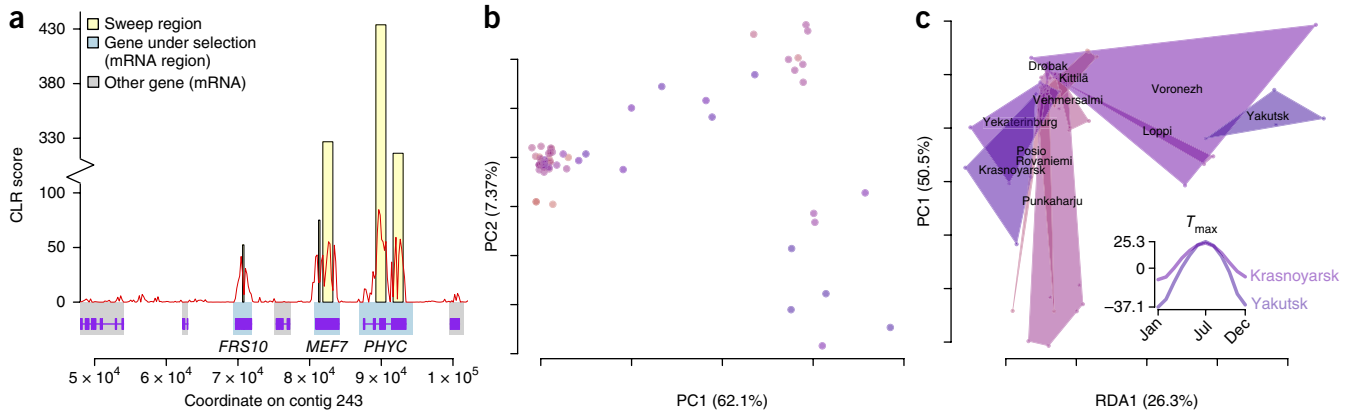 a
430
380
330
100
50
0
CLR score
Sweep region
Gene under selection
(mRNA region)
Other gene (mRNA)
FRS10
MEF7
PHYC
5 × 10⁴
6 × 10⁴
7 × 10⁴
8 × 10⁴
9 × 10⁴
1 × 10⁵
Coordinate on contig 243
b
PC2 (7.37%)
PC1 (62.1%)
c
PC1 (50.5%)
Drøbak
Kittilä
Voronezh
Vehmersalmi
Yakutsk
Yekaterinburg
Loppi
Posio
Rovaniemi
Krasnoyarsk
Punkaharju
Tmax
25.3
0
–37.1
Krasnoyarsk
Yakutsk
Jan
Jul
Dec
RDA1 (26.3%)